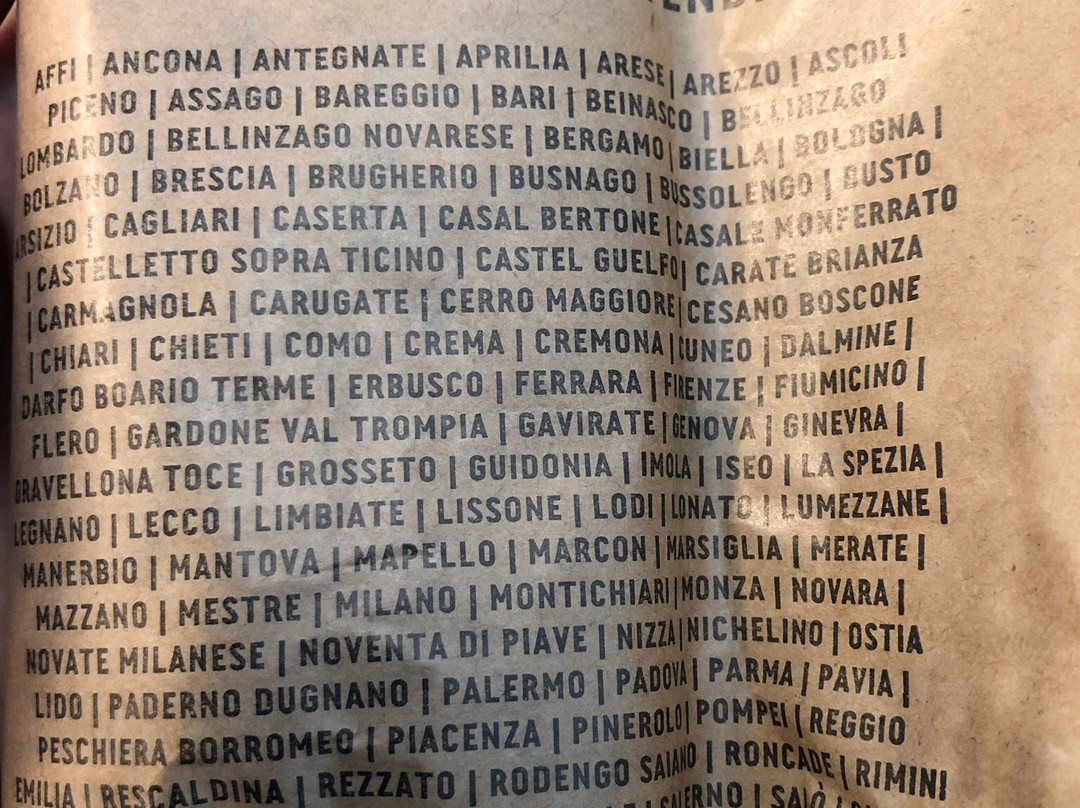 AFFI | ANCONA | ANTEGNATE | APRILIA | ARESE | AREZZO | ASCOLI
PICENO | ASSAGO | BAREGGIO | BARI | BEINASCO | BELLINZAGO
LOMBARDO | BELLINZAGO NOVARESE | BERGAMO | BIELLA | BOLOGNA |
BOLZANO | BRESCIA | BRUGHERIO | BUSNAGO | BUSSOLENGO | BUSTO
ARSIZIO | CAGLIARI | CASERTA | CASAL BERTONE | CASALE MONFERRATO
| CASTELLETTO SOPRA TICINO | CASTEL GUELFO | CARATE BRIANZA
| CARMAGNOLA | CARUGATE | CERRO MAGGIORE | CESANO BOSCONE
| CHIARI | CHIETI | COMO | CREMA | CREMONA | CUNEO | DALMINE |
DARFO BOARIO TERME | ERBUSCO | FERRARA | FIRENZE | FIUMICINO |
FLERO | GARDONE VAL TROMPIA | GAVIRATE | GENOVA | GINEVRA |
GRAVELLONA TOCE | GROSSETO | GUIDONIA | IMOLA | ISEO | LA SPEZIA |
LEGNANO | LECCO | LIMBIATE | LISSONE | LODI | LONATO | LUMEZZANE |
MANERBIO | MANTOVA | MAPELLO | MARCON | MARSIGLIA | MERATE |
MAZZANO | MESTRE | MILANO | MONTICHIARI | MONZA | NOVARA |
NOVATE MILANESE | NOVENTA DI PIAVE | NIZZA | NICHELINO | OSTIA
LIDO | PADERNO DUGNANO | PALERMO | PADOVA | PARMA | PAVIA |
PESCHIERA BORROMEO | PIACENZA | PINEROLO | POMPEI | REGGIO
EMILIA | RESCALDINA | REZZATO | RODENGO SAIANO | RONCADE | RIMINI
| SALERNO | SALÒ |